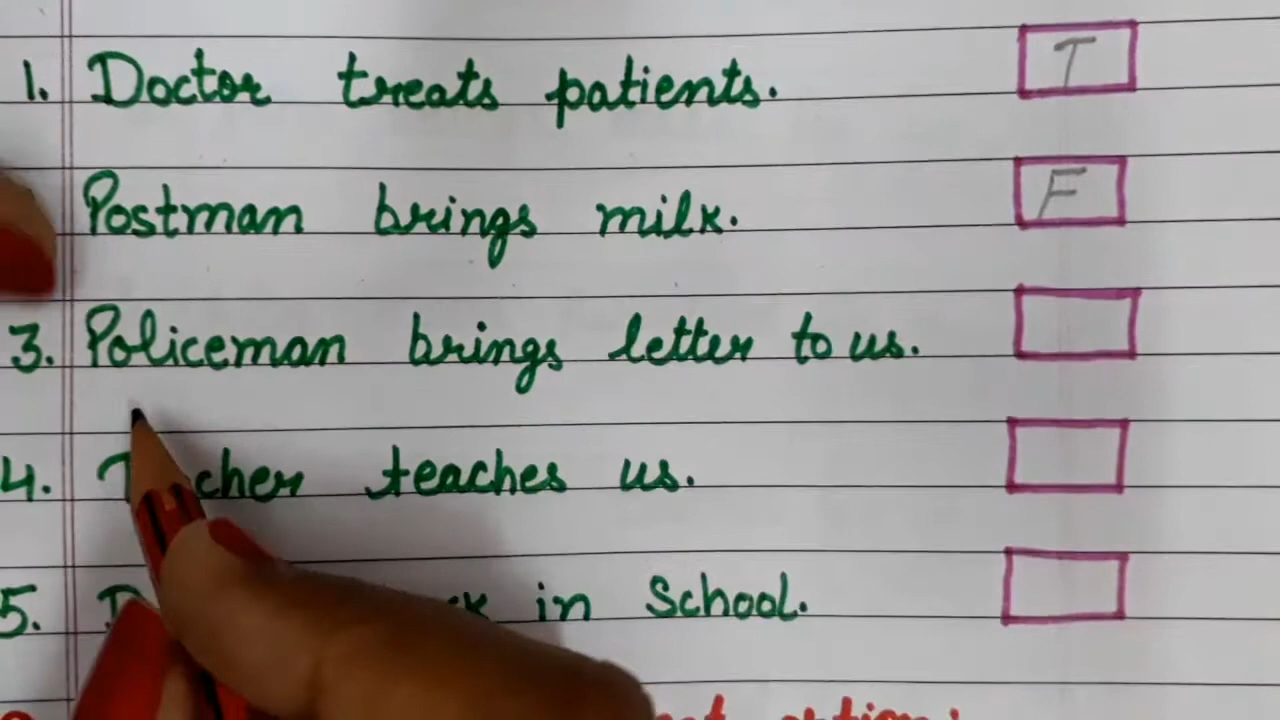 1. Doctor treats patients. T
Postman brings milk. F
3. Policeman brings letter to us.
4. teaches us.
5. in School.